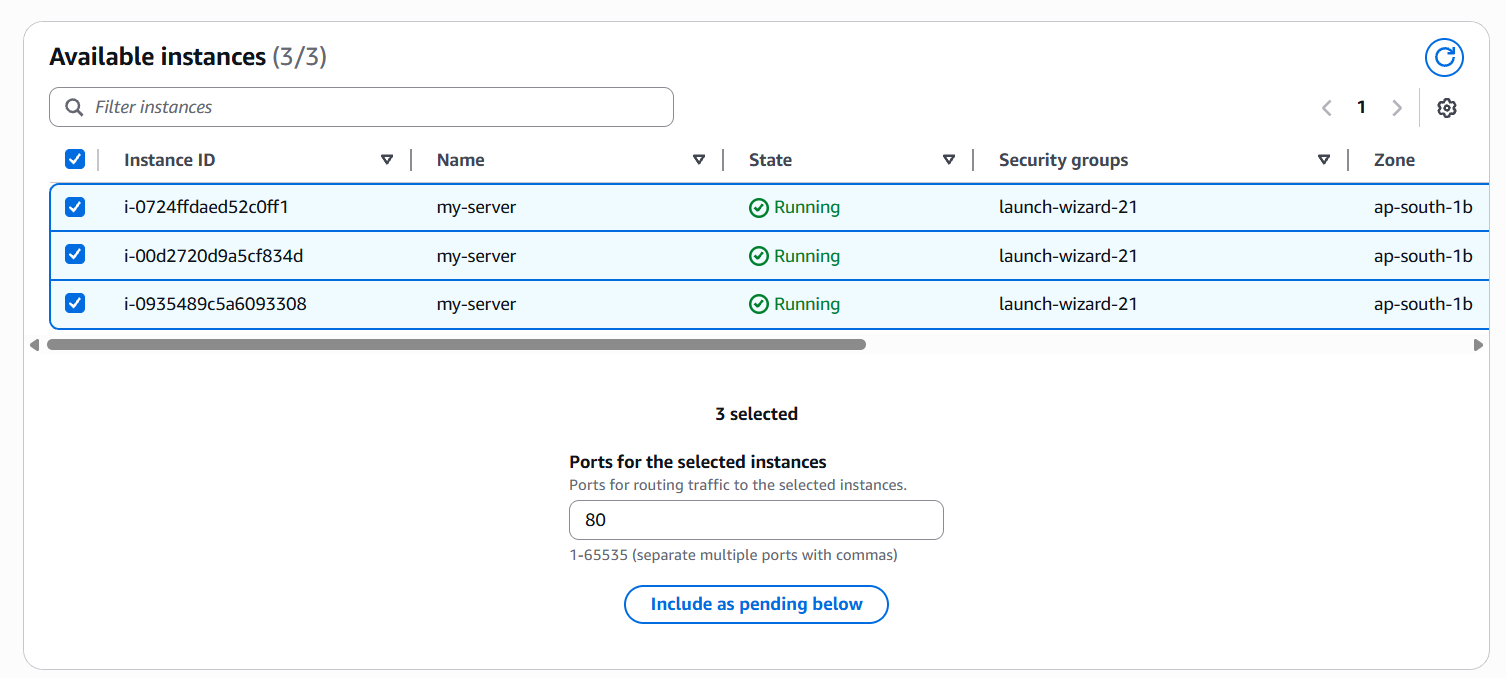 Available instances (3/3)
Filter instances
1
Instance ID Name State Security groups Zone
i-0724ffdaed52c0ff1 my-server Running launch-wizard-21 ap-south-1b
i-00d2720d9a5cf834d my-server Running launch-wizard-21 ap-south-1b
i-0935489c5a6093308 my-server Running launch-wizard-21 ap-south-1b
3 selected
Ports for the selected instances
Ports for routing traffic to the selected instances.
80
1-65535 (separate multiple ports with commas)
Include as pending below